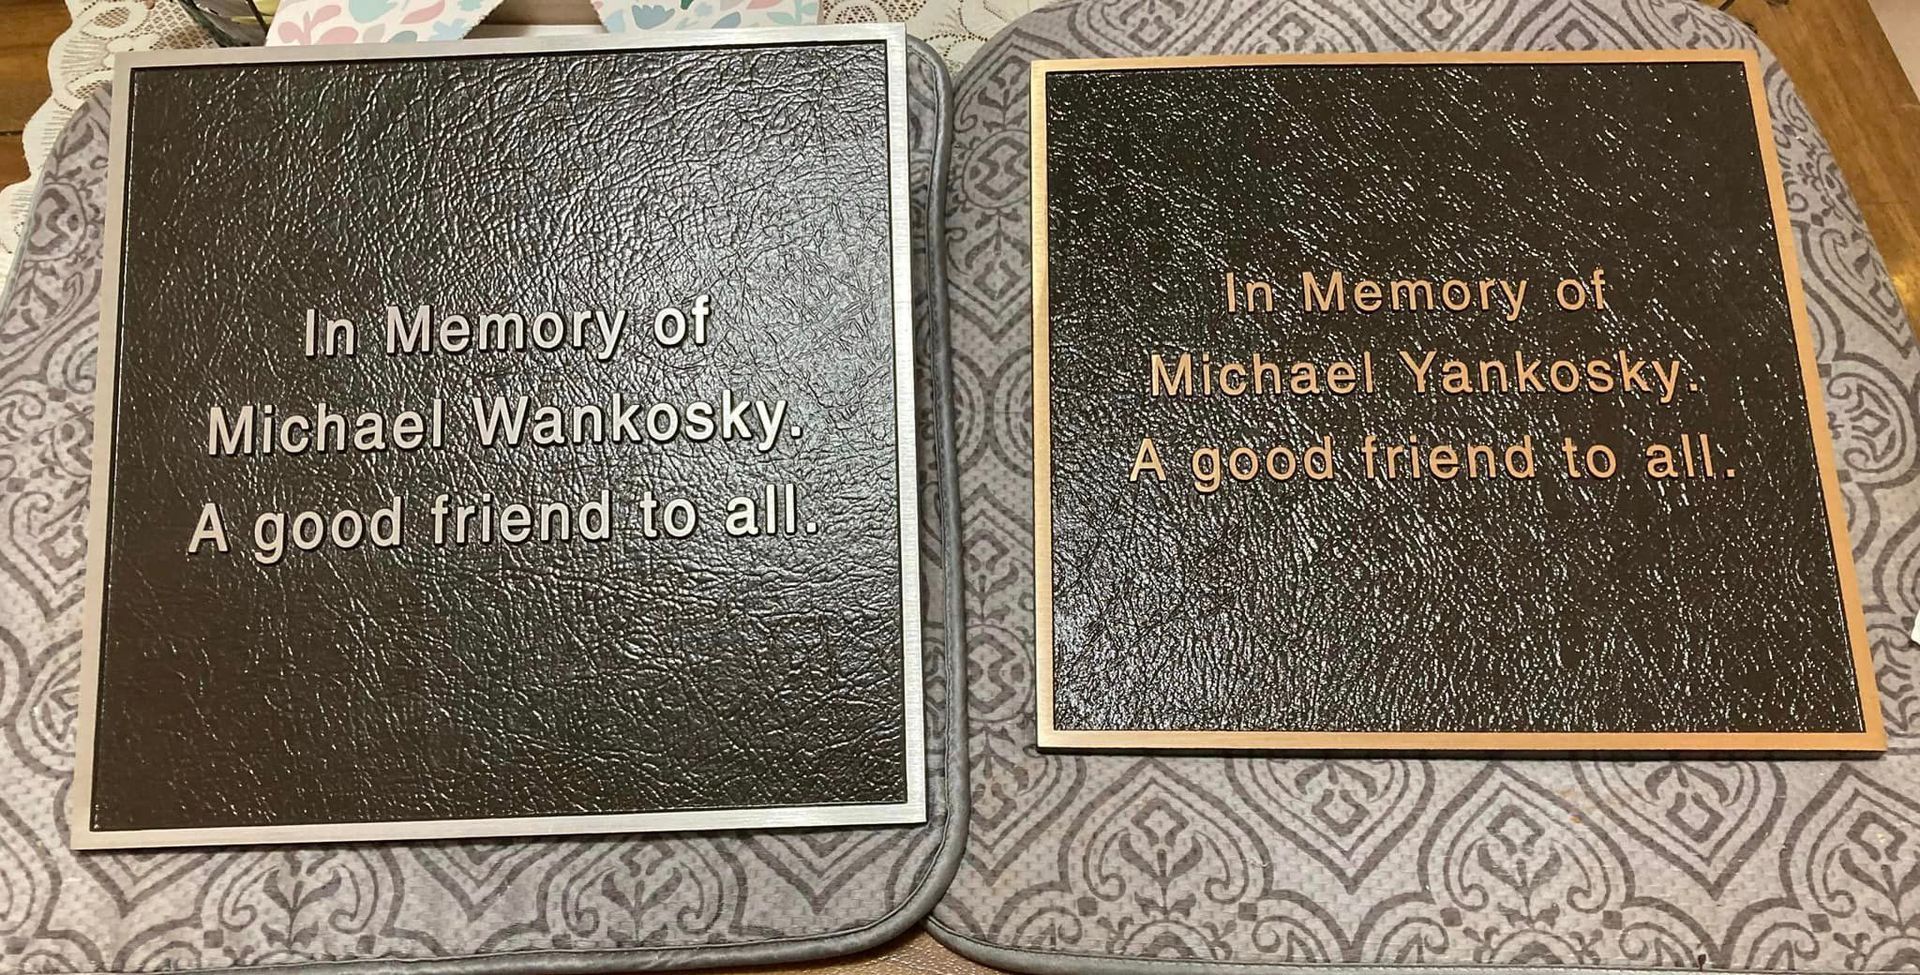 In Memory of
Michael Wankosky.
A good friend to all.
In Memory of
Michael Yankosky.
A good friend to all.